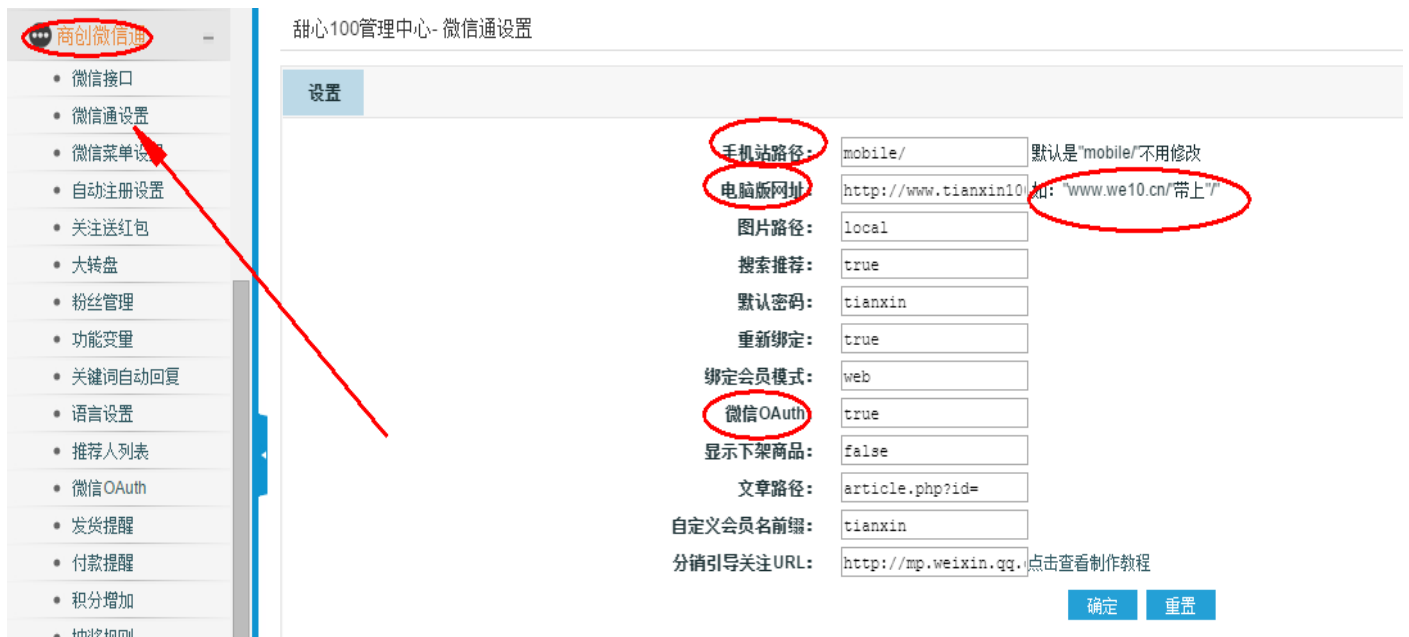 商创微信通
微信接口
微信通设置
微信菜单设置
自动注册设置
关注送红包
大转盘
粉丝管理
功能变量
关键词自动回复
语言设置
推荐人列表
微信OAuth
发货提醒
付款提醒
积分增加
抽奖规则
甜心100管理中心- 微信通设置
设置
手机站路径: mobile/ 默认是"mobile/"不用修改
电脑版网址: http://www.tianxin10 如: "www.we10.cn/"带上"/"
图片路径: local
搜索推荐: true
默认密码: tianxin
重新绑定: true
绑定会员模式: web
微信OAuth: true
显示下架商品: false
文章路径: article.php?id=
自定义会员名前缀: tianxin
分销引导关注URL: http://mp.weixin.qq. 点击查看制作教程
确定 重置